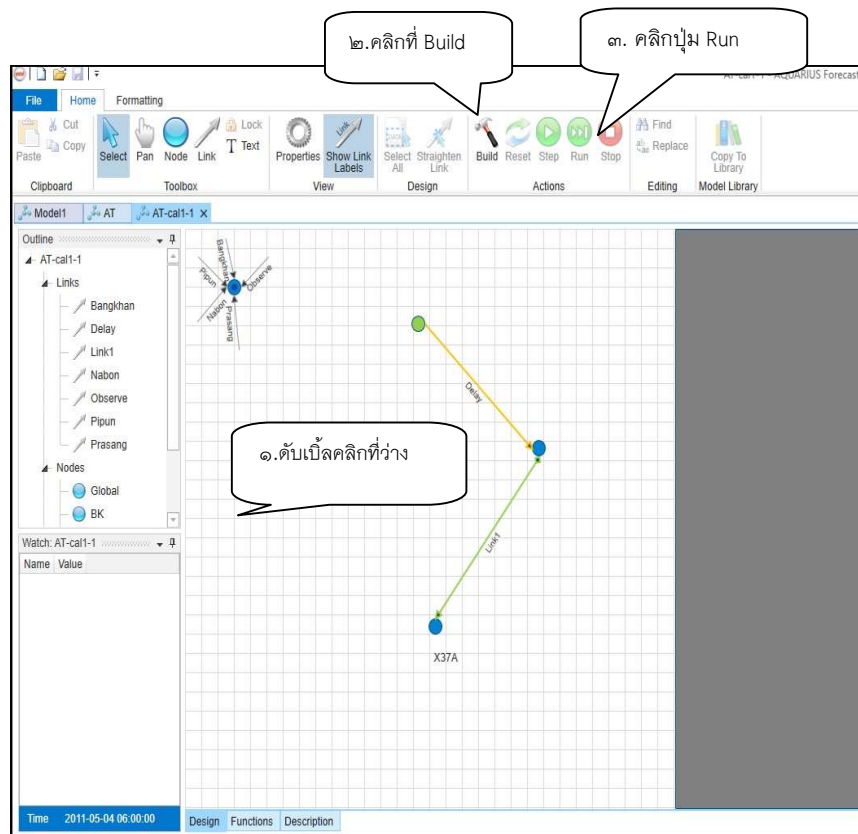 ๒.คลิกที่ Build
๓. คลิกปุ่ม Run
AT-cal1-1 - AQUARIUS Forecast
File Home Formatting
Paste
Cut
Copy
Clipboard
Select Pan Node Link
Lock
Text
Toolbox
Properties Show Link Labels
View
Select All Straighten Link
Design
Build Reset Step Run Stop
Actions
Find
Replace
Editing
Copy To Library
Model Library
Model1 AT AT-cal1-1 X
Outline
AT-cal1-1
Links
Bangkhan
Delay
Link1
Nabon
Observe
Pipun
Prasang
Nodes
Global
BK
Watch: AT-cal1-1
Name Value
Time 2011-05-04 06:00:00
Bangkhan
Pipun
Observe
Nabon
Prasang
Delay
๑.ดับเบิ้ลคลิกที่ว่าง
Link1
X37A
Design Functions Description